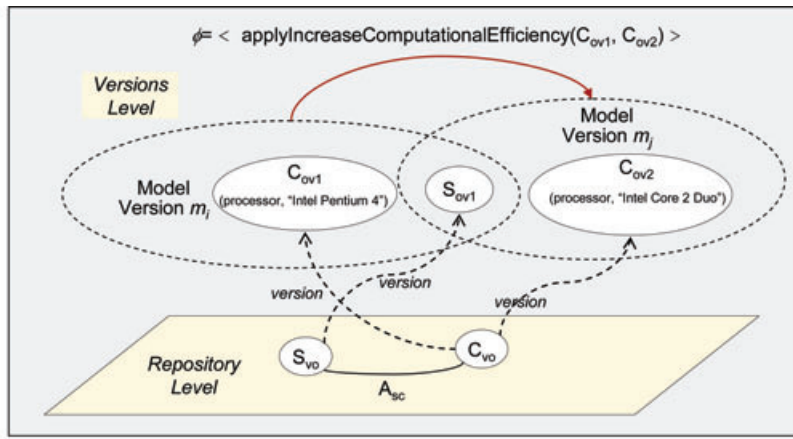 ϕ= < applyIncreaseComputationalEfficiency(Cov1, Cov2) >
Versions
Level
Model
Version mj
Cov1
(processor, "Intel Pentium 4")
Sov1
Cov2
(processor, "Intel Core 2 Duo")
Model
Version mi
version
version
version
Svo
Cvo
Repository
Level
Asc